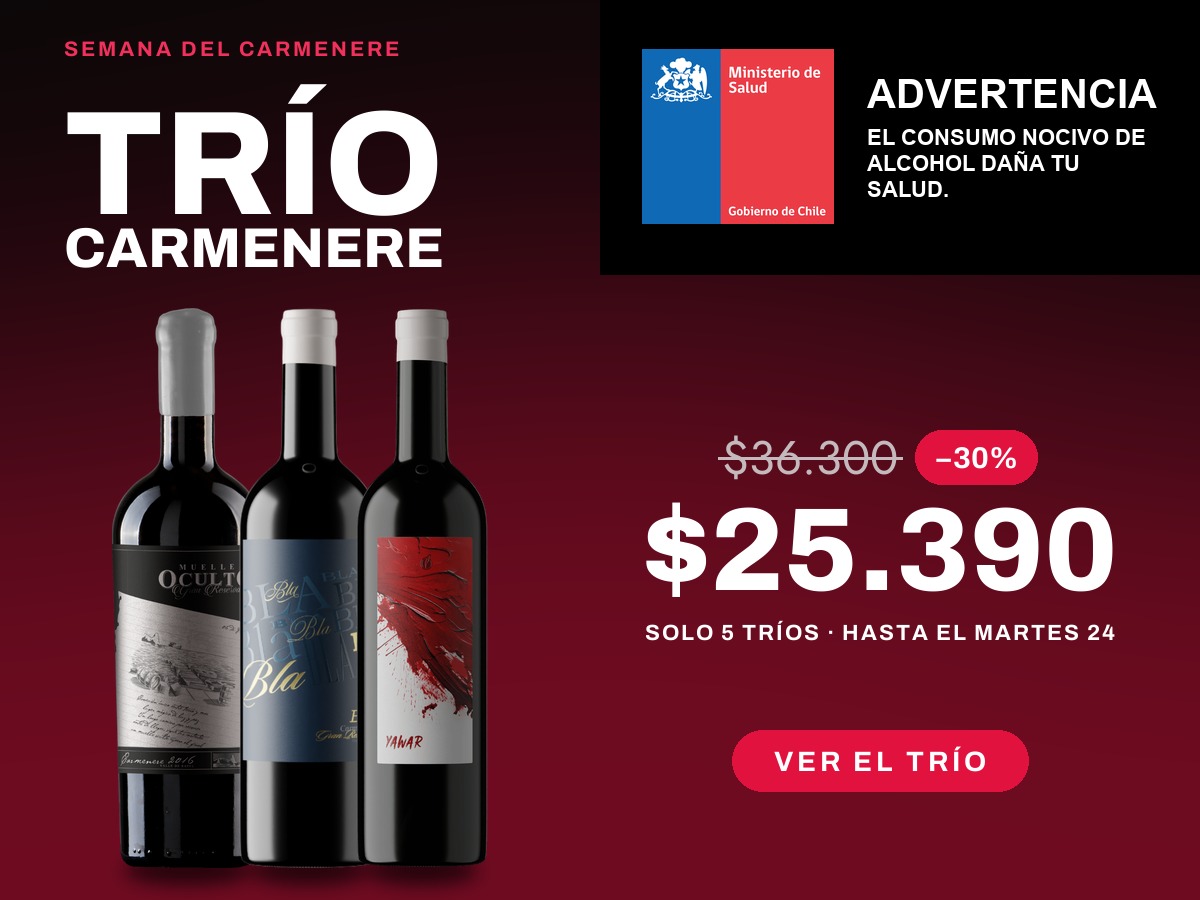 SEMANA DEL CARMENERE
TRÍO
CARMENERE
Ministerio de
Salud
Gobierno de Chile
ADVERTENCIA
EL CONSUMO NOCIVO DE
ALCOHOL DAÑA TU
SALUD.
$36.300
–30%
$25.390
SOLO 5 TRÍOS · HASTA EL MARTES 24
VER EL TRÍO
MUELLE
OCULTO
Gran Reserva
Carmenere 2016
Bla
Bla
Bla
YAWAR